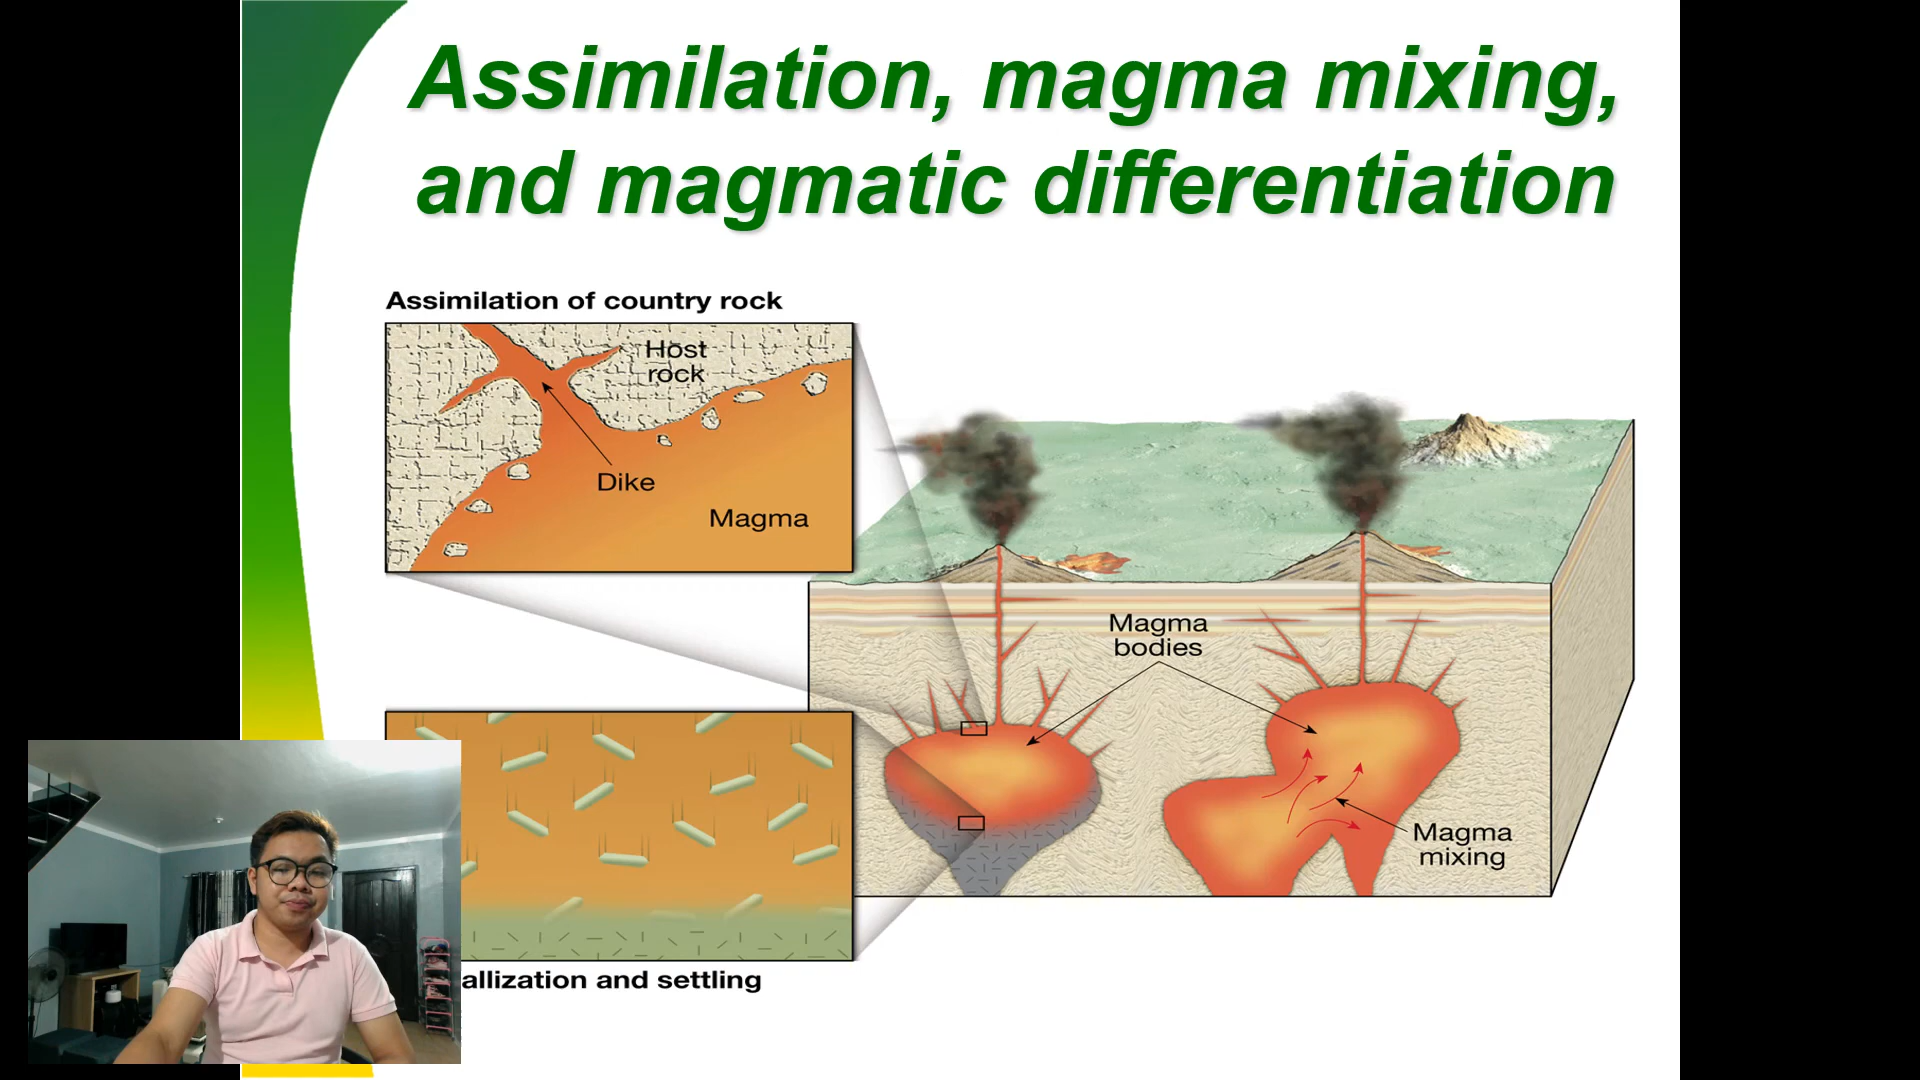 Assimilation, magma mixing,
and magmatic differentiation
Assimilation of country rock
Host
rock
Dike
Magma
Magma
bodies
Magma
mixing
allization and settling